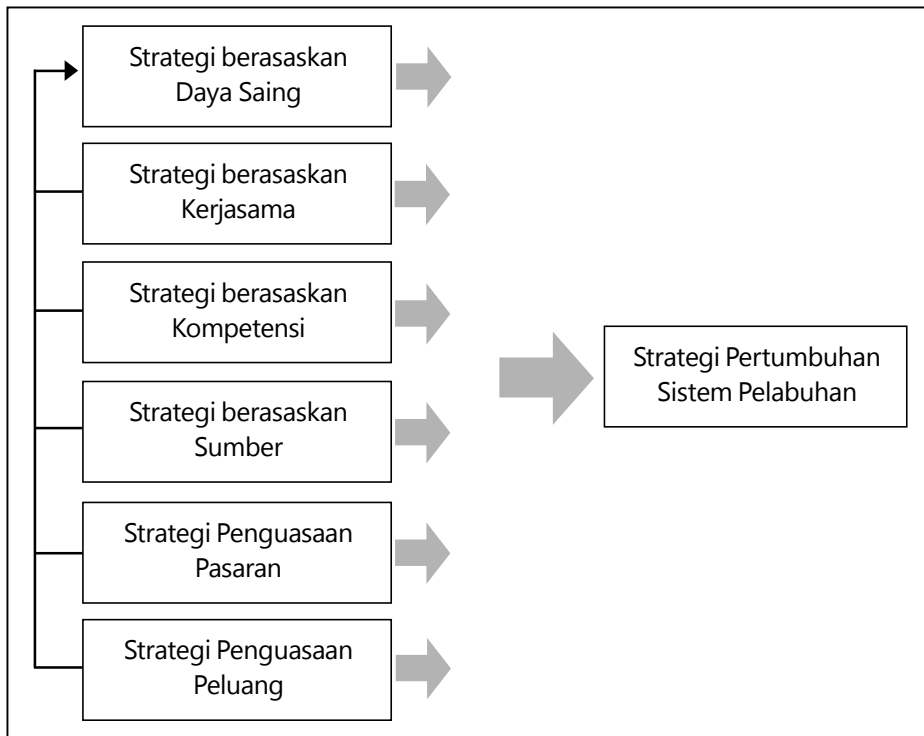 Strategi berasaskan
Daya Saing
Strategi berasaskan
Kerjasama
Strategi berasaskan
Kompetensi
Strategi berasaskan
Sumber
Strategi Penguasaan
Pasaran
Strategi Penguasaan
Peluang
Strategi Pertumbuhan
Sistem Pelabuhan